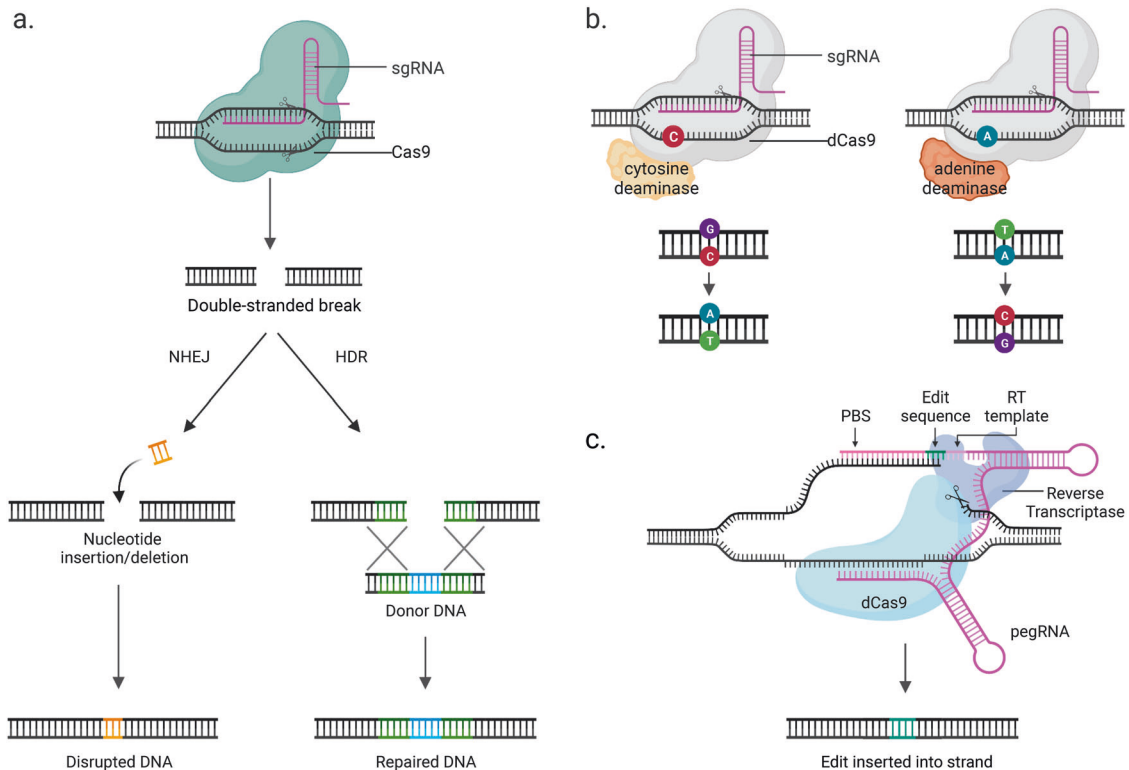 a.
sgRNA
Cas9
Double-stranded break
NHEJ
HDR
Nucleotide
insertion/deletion
Donor DNA
Disrupted DNA
Repaired DNA
b.
sgRNA
C
dCas9
A
cytosine
deaminase
adenine
deaminase
G
C
T
A
A
T
C
G
c.
PBS
Edit
sequence
RT
template
Reverse
Transcriptase
dCas9
pegRNA
Edit inserted into strand